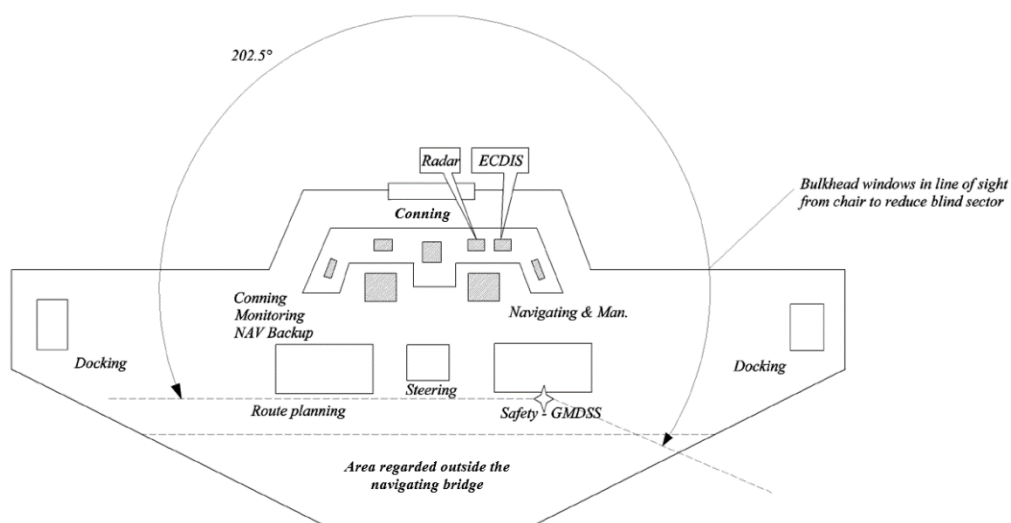 202.5°
Radar
ECDIS
Bulkhead windows in line of sight
from chair to reduce blind sector
Conning
Conning
Monitoring
NAV Backup
Navigating & Man.
Docking
Docking
Steering
Route planning
Safety - GMDSS
Area regarded outside the
navigating bridge